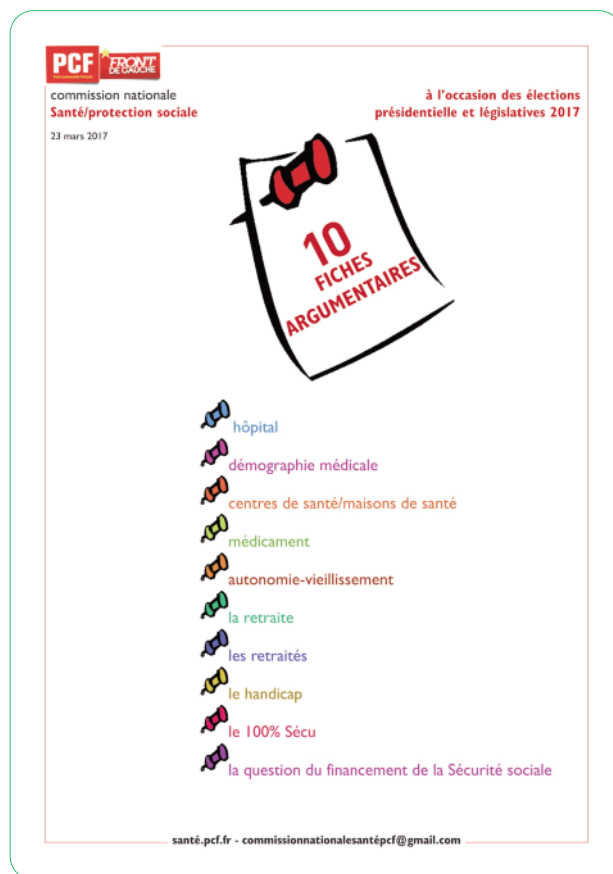 PCF
FRONT
DE GAUCHE
commission nationale
Santé/protection sociale
23 mars 2017
à l'occasion des élections
présidentielle et législatives 2017
10
FICHES
ARGUMENTAIRES
hôpital
démographie médicale
centres de santé/maisons de santé
médicament
autonomie-vieillissement
la retraite
les retraités
le handicap
le 100% Sécu
la question du financement de la Sécurité sociale
santé.pcf.fr - commissionnationalesantépcf@gmail.com